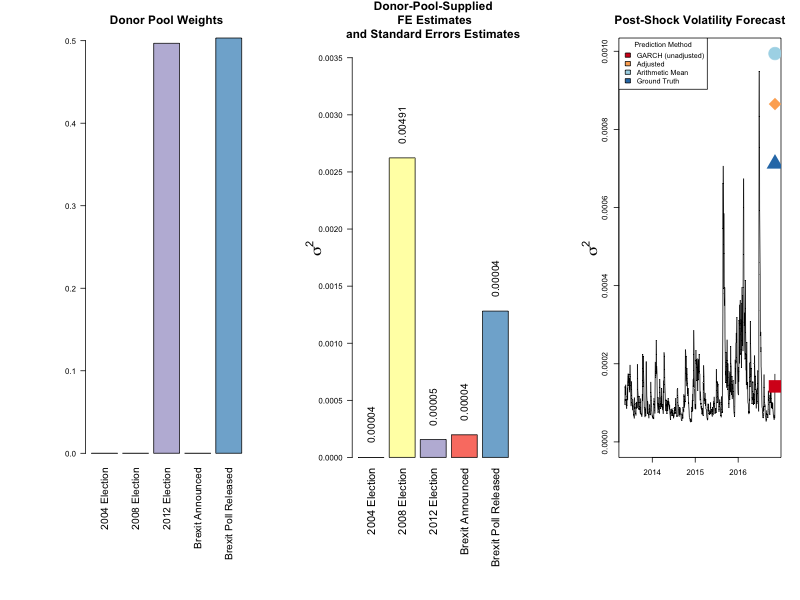 Donor Pool Weights
0.5
0.4
0.3
0.2
0.1
0.0
2004 Election
2008 Election
2012 Election
Brexit Announced
Brexit Poll Released
Donor-Pool-Supplied
FE Estimates
and Standard Errors Estimates
σ²
0.0035
0.0030
0.0025
0.0020
0.0015
0.0010
0.0005
0.0000
0.00004
0.00491
0.00005
0.00004
0.00004
2004 Election
2008 Election
2012 Election
Brexit Announced
Brexit Poll Released
Post-Shock Volatility Forecast
σ²
0.0010
0.0008
0.0006
0.0004
0.0002
0.0000
Prediction Method
GARCH (unadjusted)
Adjusted
Arithmetic Mean
Ground Truth
2014
2015
2016